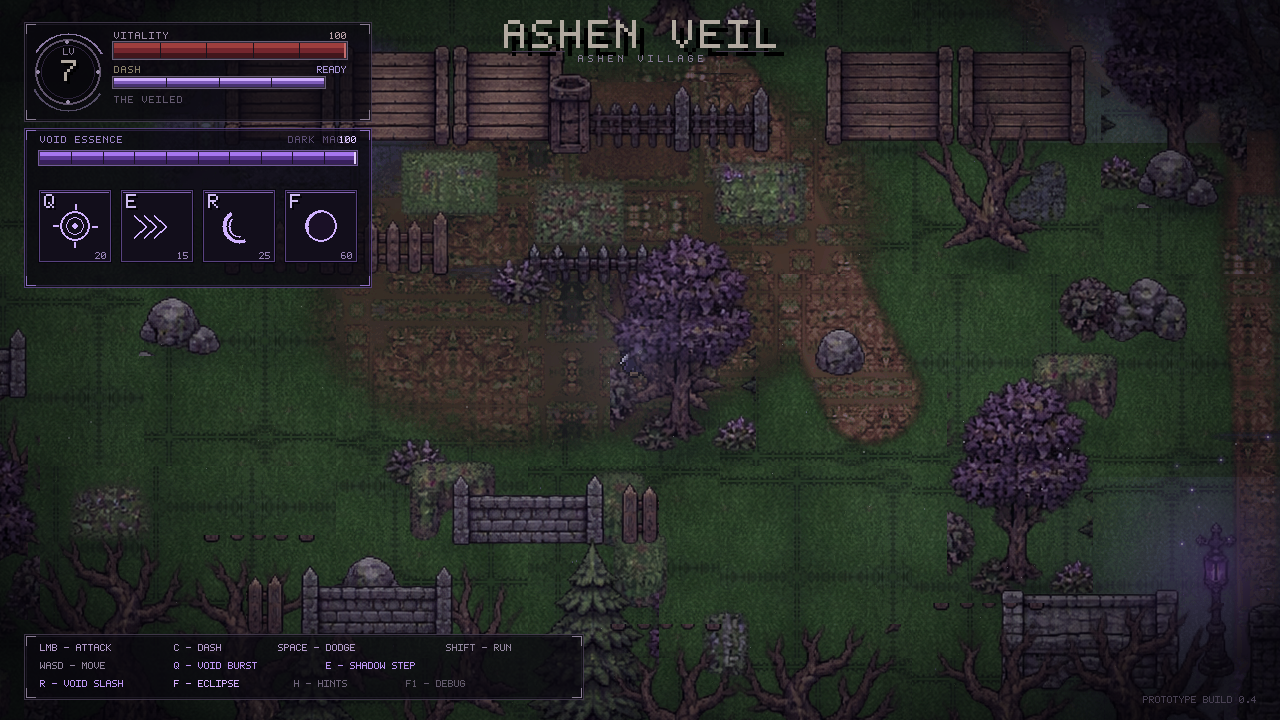 ASHEN VEIL
ASHEN VILLAGE
VITALITY 100
LV
7
DASH READY
THE VEILED
VOID ESSENCE 100
Q E R F
20 15 25 60
LMB - ATTACK C - DASH SPACE - DODGE SHIFT - RUN
WASD - MOVE Q - VOID BURST E - SHADOW STEP
R - VOID SLASH F - ECLIPSE H - HINTS F1 - DEBUG
PROTOTYPE BUILD 0.4